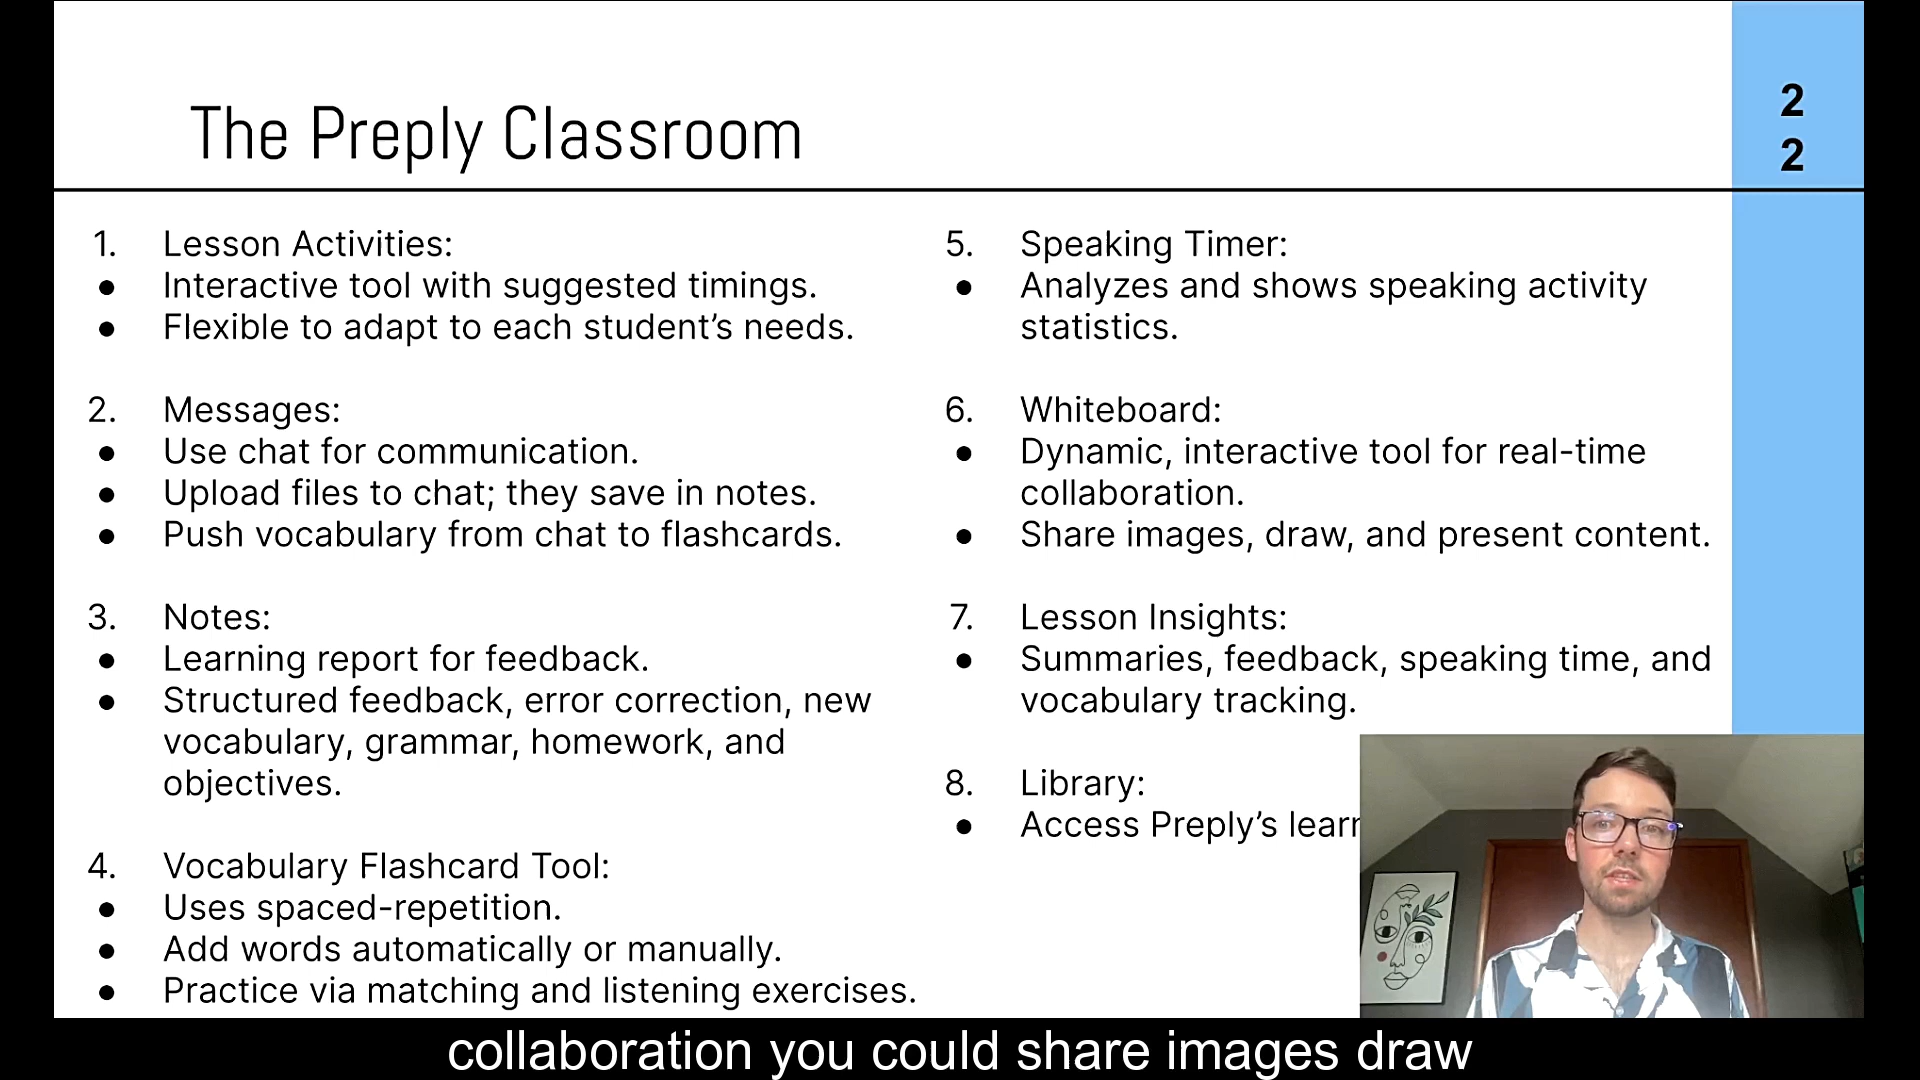 The Preply Classroom
2
2
1. Lesson Activities:
● Interactive tool with suggested timings.
● Flexible to adapt to each student’s needs.
2. Messages:
● Use chat for communication.
● Upload files to chat; they save in notes.
● Push vocabulary from chat to flashcards.
3. Notes:
● Learning report for feedback.
● Structured feedback, error correction, new
vocabulary, grammar, homework, and
objectives.
4. Vocabulary Flashcard Tool:
● Uses spaced-repetition.
● Add words automatically or manually.
● Practice via matching and listening exercises.
5. Speaking Timer:
● Analyzes and shows speaking activity
statistics.
6. Whiteboard:
● Dynamic, interactive tool for real-time
collaboration.
● Share images, draw, and present content.
7. Lesson Insights:
● Summaries, feedback, speaking time, and
vocabulary tracking.
8. Library:
● Access Preply’s
collaboration you could share images draw